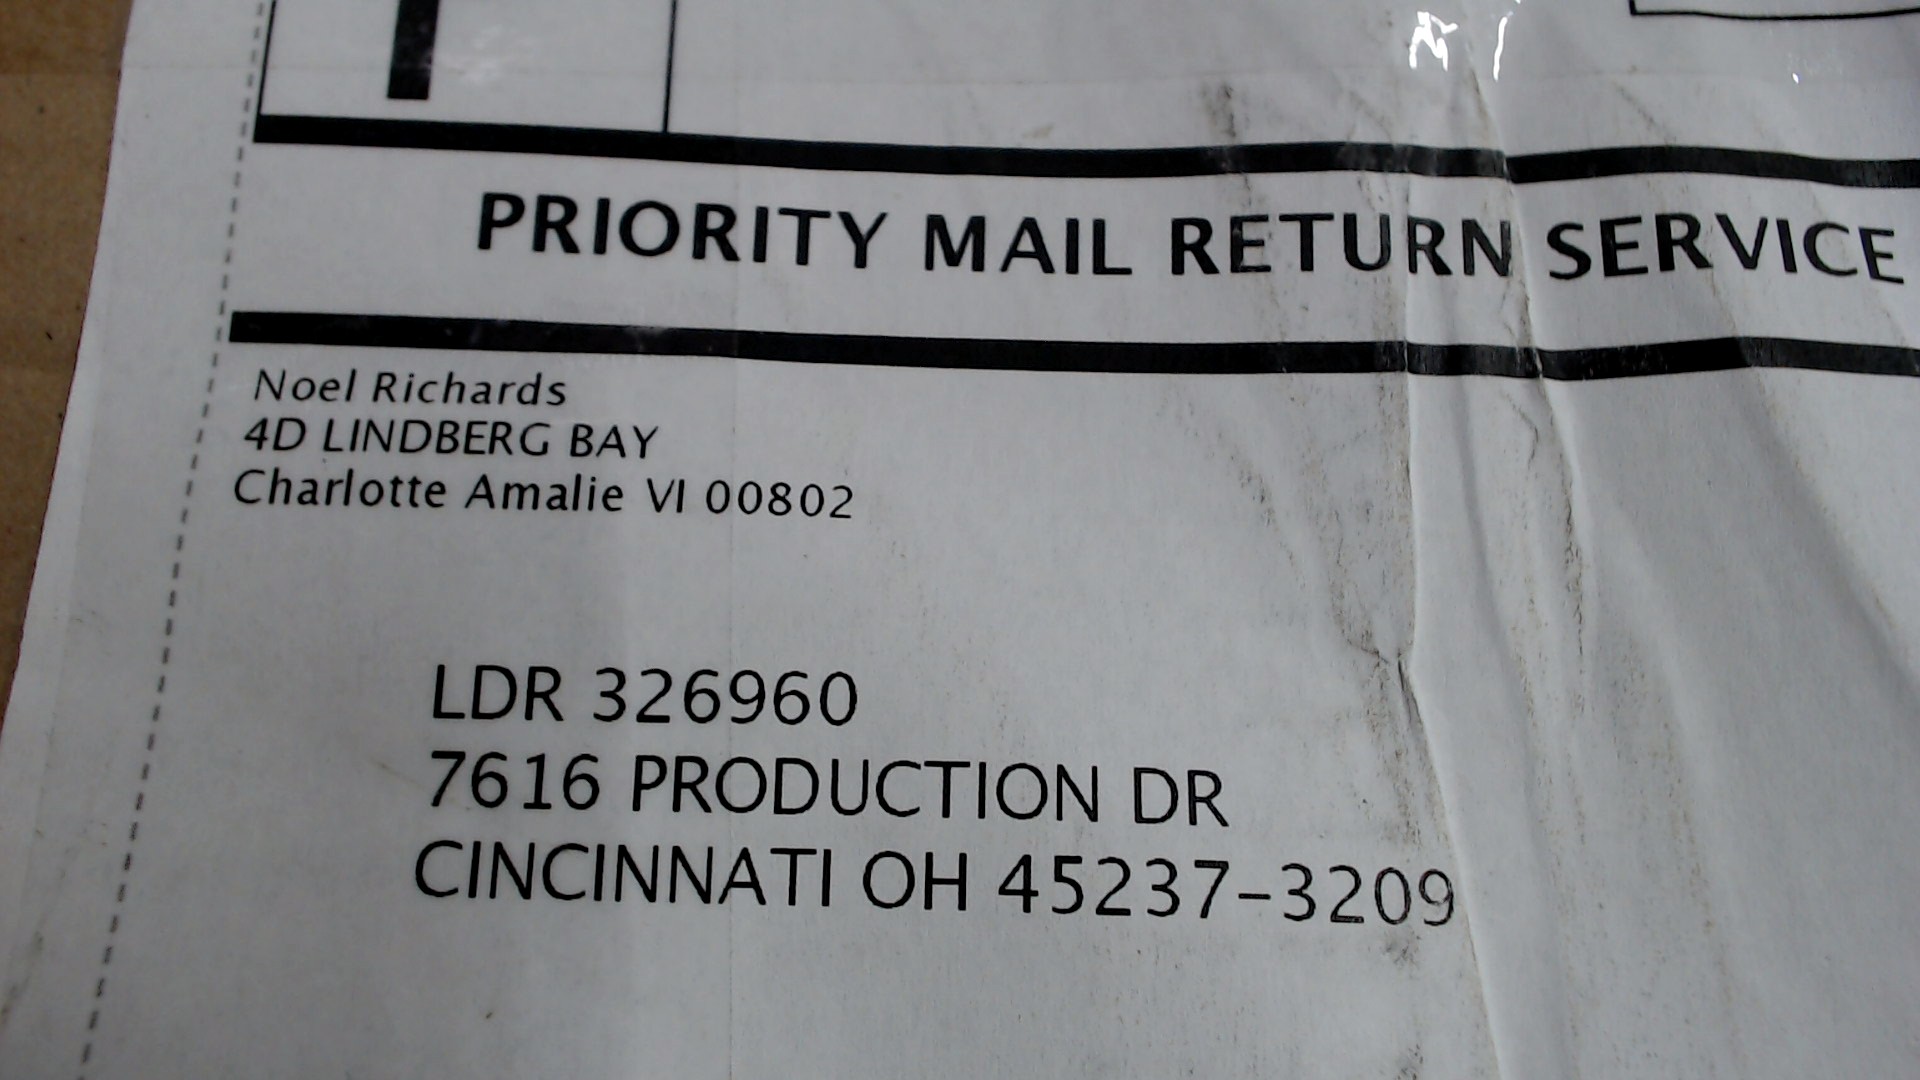 PRIORITY MAIL RETURN SERVICE
Noel Richards
4D LINDBERG BAY
Charlotte Amalie VI 00802
LDR 326960
7616 PRODUCTION DR
CINCINNATI OH 45237-3209